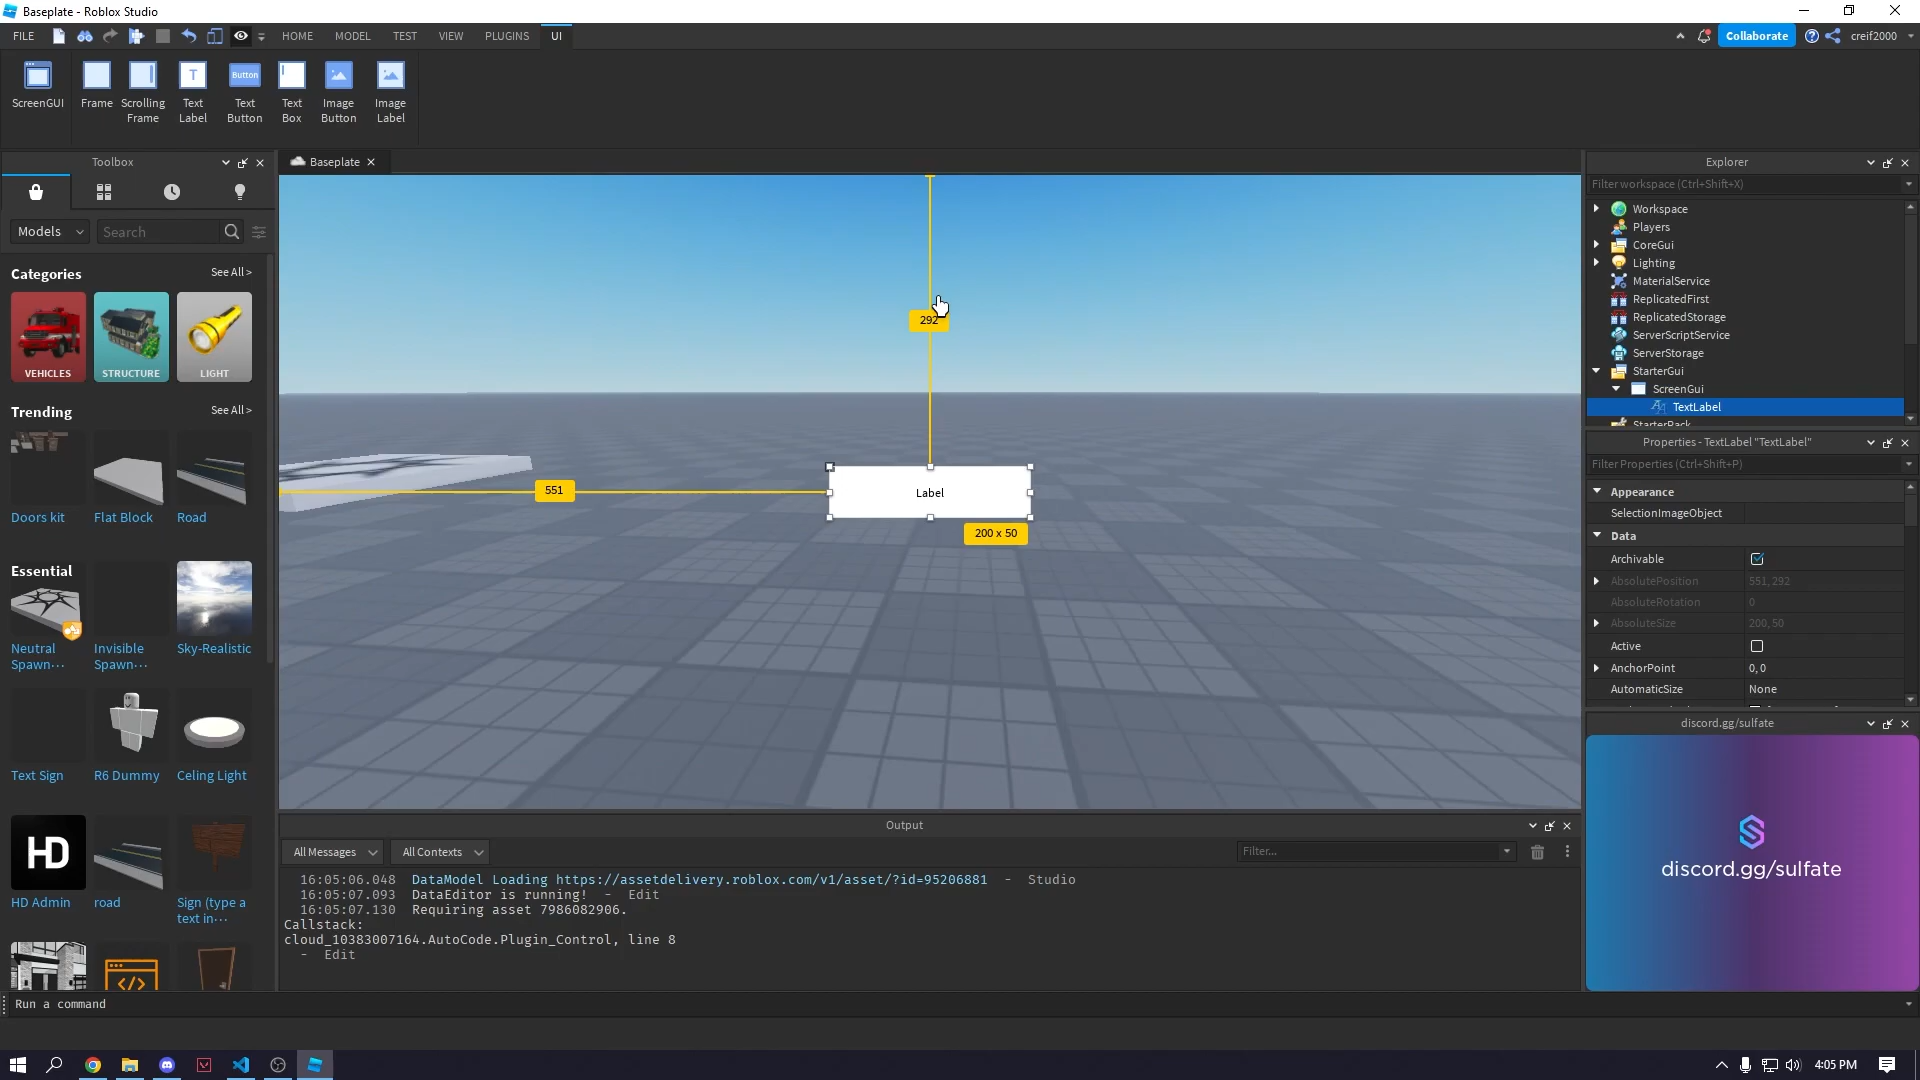 Baseplate - Roblox Studio
FILE
HOME
MODEL
TEST
VIEW
PLUGINS
UI
Collaborate
creif2000
ScreenGUI
Frame
Scrolling
Frame
T
Text
Label
Button
Text
Button
Text
Box
Image
Button
Image
Label
Toolbox
Baseplate
Explorer
Models
Search
Categories
See All >
VEHICLES
STRUCTURE
LIGHT
Trending
See All >
Doors kit
Flat Block
Road
Essential
Neutral
Spawn···
Invisible
Spawn···
Sky-Realistic
Text Sign
R6 Dummy
Celing Light
HD
HD Admin
road
Sign (type a
text in···
292
551
Label
200 x 50
Filter workspace (Ctrl+Shift+X)
Workspace
Players
CoreGui
Lighting
MaterialService
ReplicatedFirst
ReplicatedStorage
ServerScriptService
ServerStorage
StarterGui
ScreenGui
TextLabel
StarterPack
Properties - TextLabel "TextLabel"
Filter Properties (Ctrl+Shift+P)
Appearance
SelectionImageObject
Data
Archivable
AbsolutePosition 551, 292
AbsoluteRotation 0
AbsoluteSize 200, 50
Active
AnchorPoint 0, 0
AutomaticSize None
discord.gg/sulfate
discord.gg/sulfate
Output
All Messages
All Contexts
Filter...
16:05:06.048 DataModel Loading https://assetdelivery.roblox.com/v1/asset/?id=95206881 - Studio
16:05:07.093 DataEditor is running! - Edit
16:05:07.130 Requiring asset 7986082906.
Callstack:
cloud_10383007164.AutoCode.Plugin_Control, line 8
- Edit
Run a command
4:05 PM